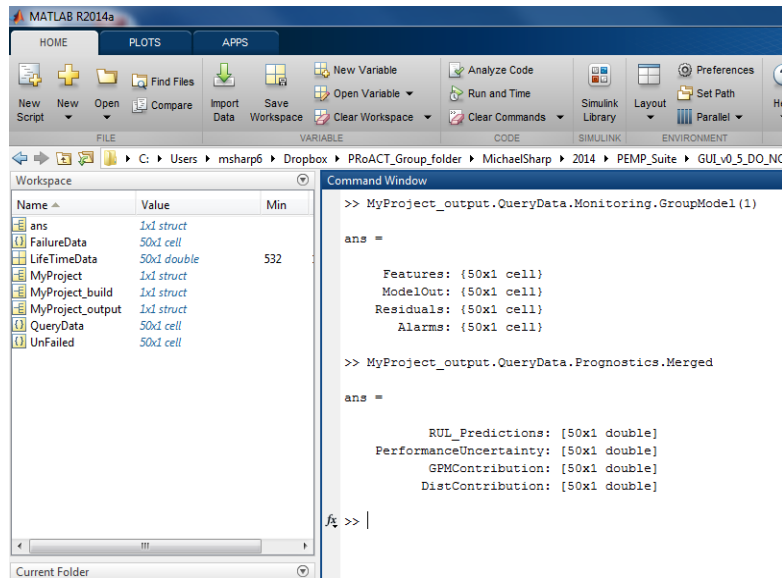 MATLAB R2014a
HOME PLOTS APPS
New Script
New
Open
Find Files
Compare
Import Data
Save Workspace
New Variable
Open Variable
Clear Workspace
Analyze Code
Run and Time
Clear Commands
Simulink Library
Layout
Preferences
Set Path
Parallel
FILE VARIABLE CODE SIMULINK ENVIRONMENT
C: Users msharp6 Dropbox PRoACT_Group_folder MichaelSharp 2014 PEMP_Suite GUI_v0_5_DO_NO
Workspace
Name Value Min
ans 1x1 struct
FailureData 50x1 cell
LifeTimeData 50x1 double 532
MyProject 1x1 struct
MyProject_build 1x1 struct
MyProject_output 1x1 struct
QueryData 50x1 cell
UnFailed 50x1 cell
Current Folder
Command Window
>> MyProject_output.QueryData.Monitoring.GroupModel(1)
ans =
Features: {50x1 cell}
ModelOut: {50x1 cell}
Residuals: {50x1 cell}
Alarms: {50x1 cell}
>> MyProject_output.QueryData.Prognostics.Merged
ans =
RUL_Predictions: [50x1 double]
PerformanceUncertainty: [50x1 double]
GPMContribution: [50x1 double]
DistContribution: [50x1 double]
fx >>